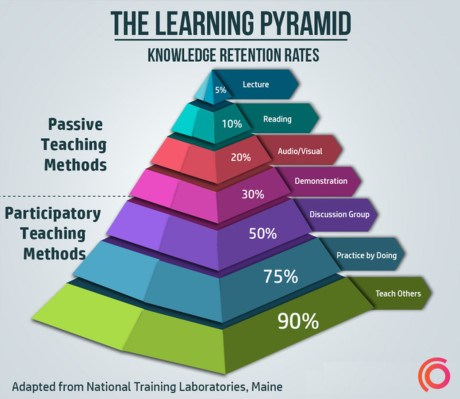 THE LEARNING PYRAMID
KNOWLEDGE RETENTION RATES
5%
Lecture
10%
Reading
Passive
Teaching
Methods
20%
Audio/Visual
30%
Demonstration
Participatory
Teaching
Methods
50%
Discussion Group
75%
Practice by Doing
90%
Teach Others
Adapted from National Training Laboratories, Maine